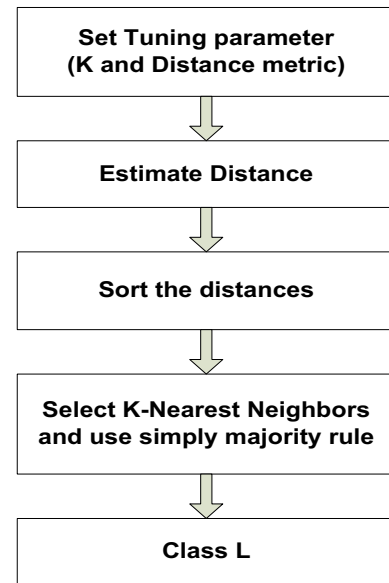 Set Tuning parameter
(K and Distance metric)
Estimate Distance
Sort the distances
Select K-Nearest Neighbors
and use simply majority rule
Class L